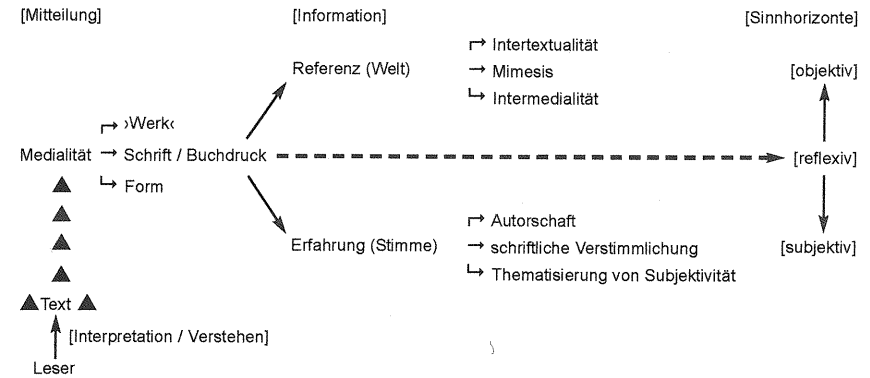 [Mitteilung] [Information] [Sinnhorizonte]
Referenz (Welt)
Intertextualität
Mimesis
Intermedialität
[objektiv]
›Werk‹
Medialität
Schrift / Buchdruck
Form
[reflexiv]
Erfahrung (Stimme)
Autorschaft
schriftliche Verstimmlichung
Thematisierung von Subjektivität
[subjektiv]
Text
[Interpretation / Verstehen]
Leser